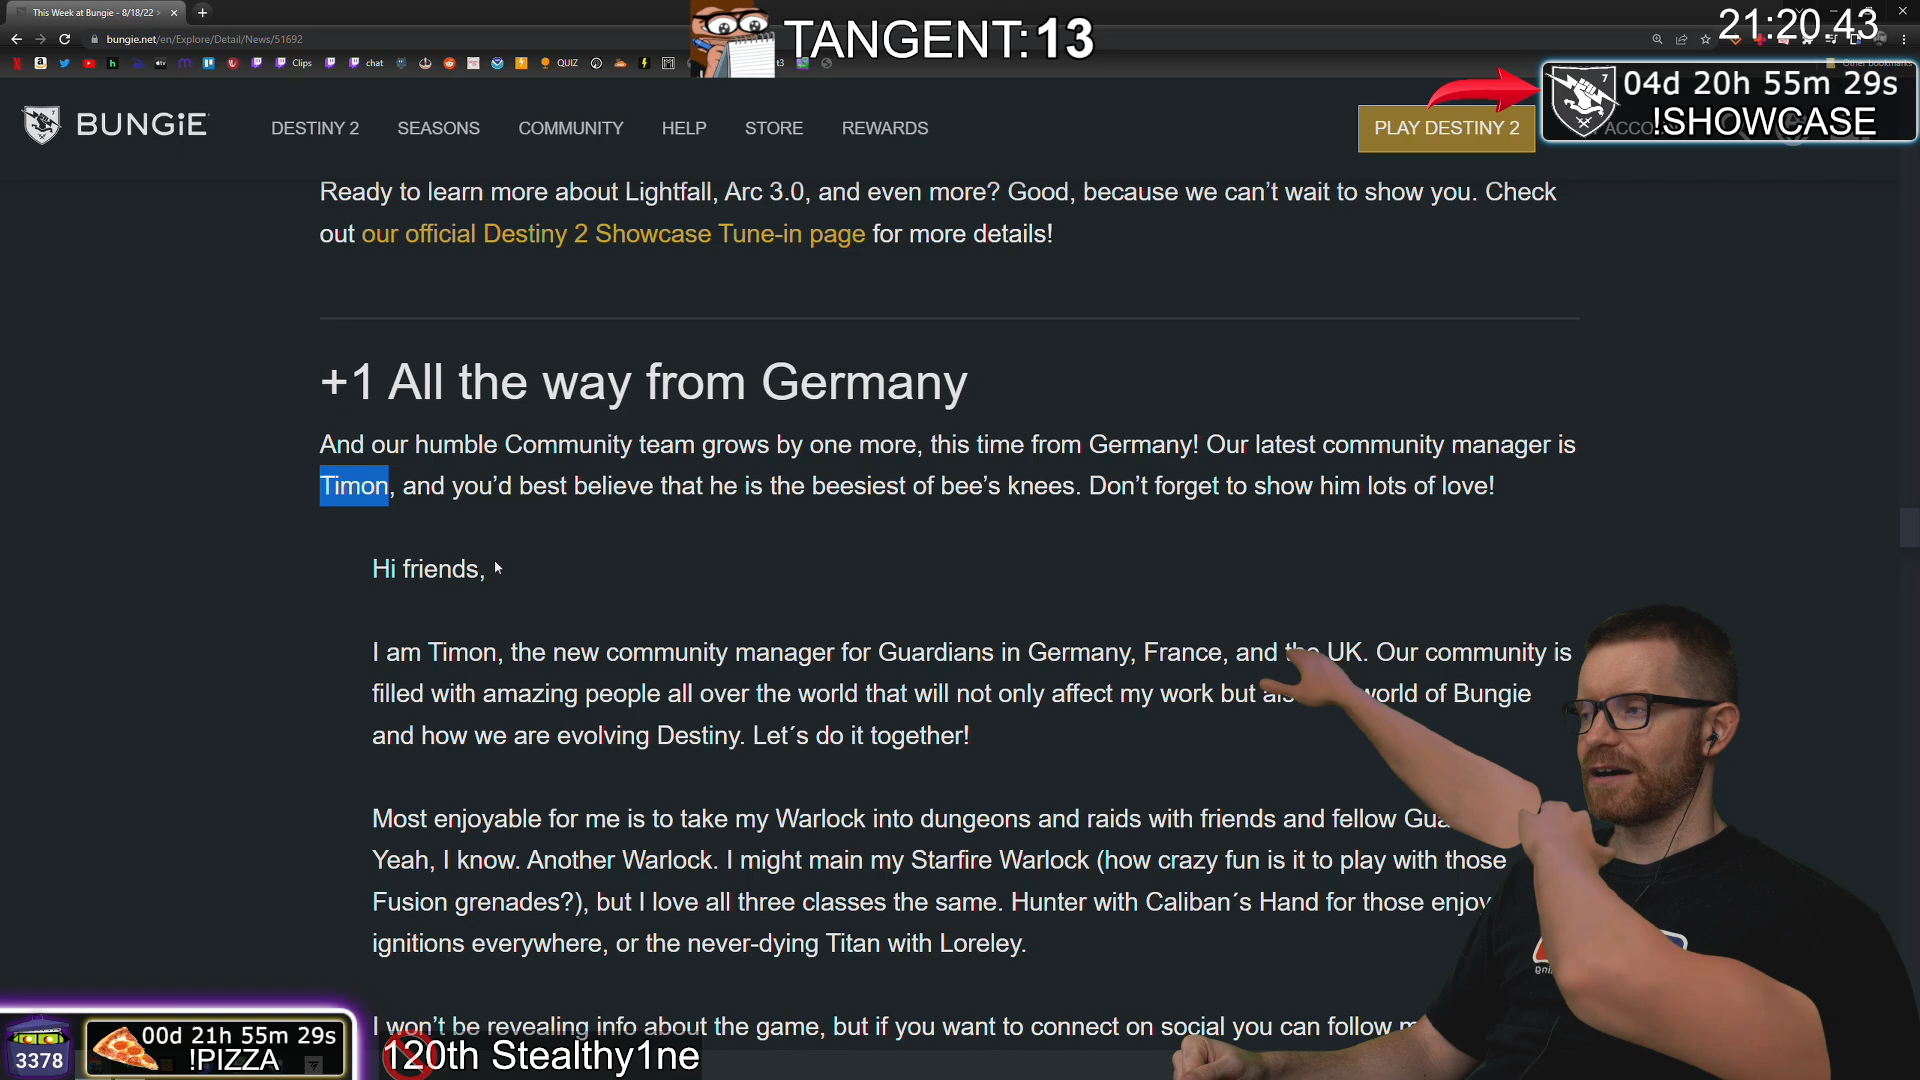 This Week at Bungie - 8/18/22
bungie.net/en/Explore/Detail/News/51692
Clips
chat
QUIZ
Other bookmarks
TANGENT: 13
21:20.43
04d 20h 55m 29s
!SHOWCASE
BUNGiE
DESTINY 2
SEASONS
COMMUNITY
HELP
STORE
REWARDS
PLAY DESTINY 2
Ready to learn more about Lightfall, Arc 3.0, and even more? Good, because we can’t wait to show you. Check
out our official Destiny 2 Showcase Tune-in page for more details!
+1 All the way from Germany
And our humble Community team grows by one more, this time from Germany! Our latest community manager is
Timon, and you’d best believe that he is the beesiest of bee’s knees. Don’t forget to show him lots of love!
Hi friends,
I am Timon, the new community manager for Guardians in Germany, France, and the UK. Our community is
filled with amazing people all over the world that will not only affect my work but world of Bungie
and how we are evolving Destiny. Let´s do it together!
Most enjoyable for me is to take my Warlock into dungeons and raids with friends and fellow
Yeah, I know. Another Warlock. I might main my Starfire Warlock (how crazy fun is it to play with those
Fusion grenades?), but I love all three classes the same. Hunter with Caliban´s Hand for those
ignitions everywhere, or the never-dying Titan with Loreley.
I won’t be revealing info about the game, but if you want to connect on social you can follow
3378
00d 21h 55m 29s
!PIZZA
120th Stealthy1ne